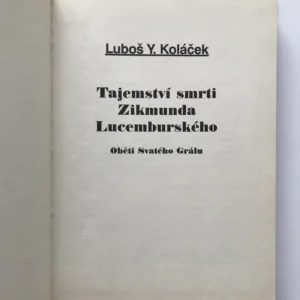 Luboš Y. Koláček
Tajemství smrti
Zikmunda
Lucemburského
Oběti Svatého Grálu